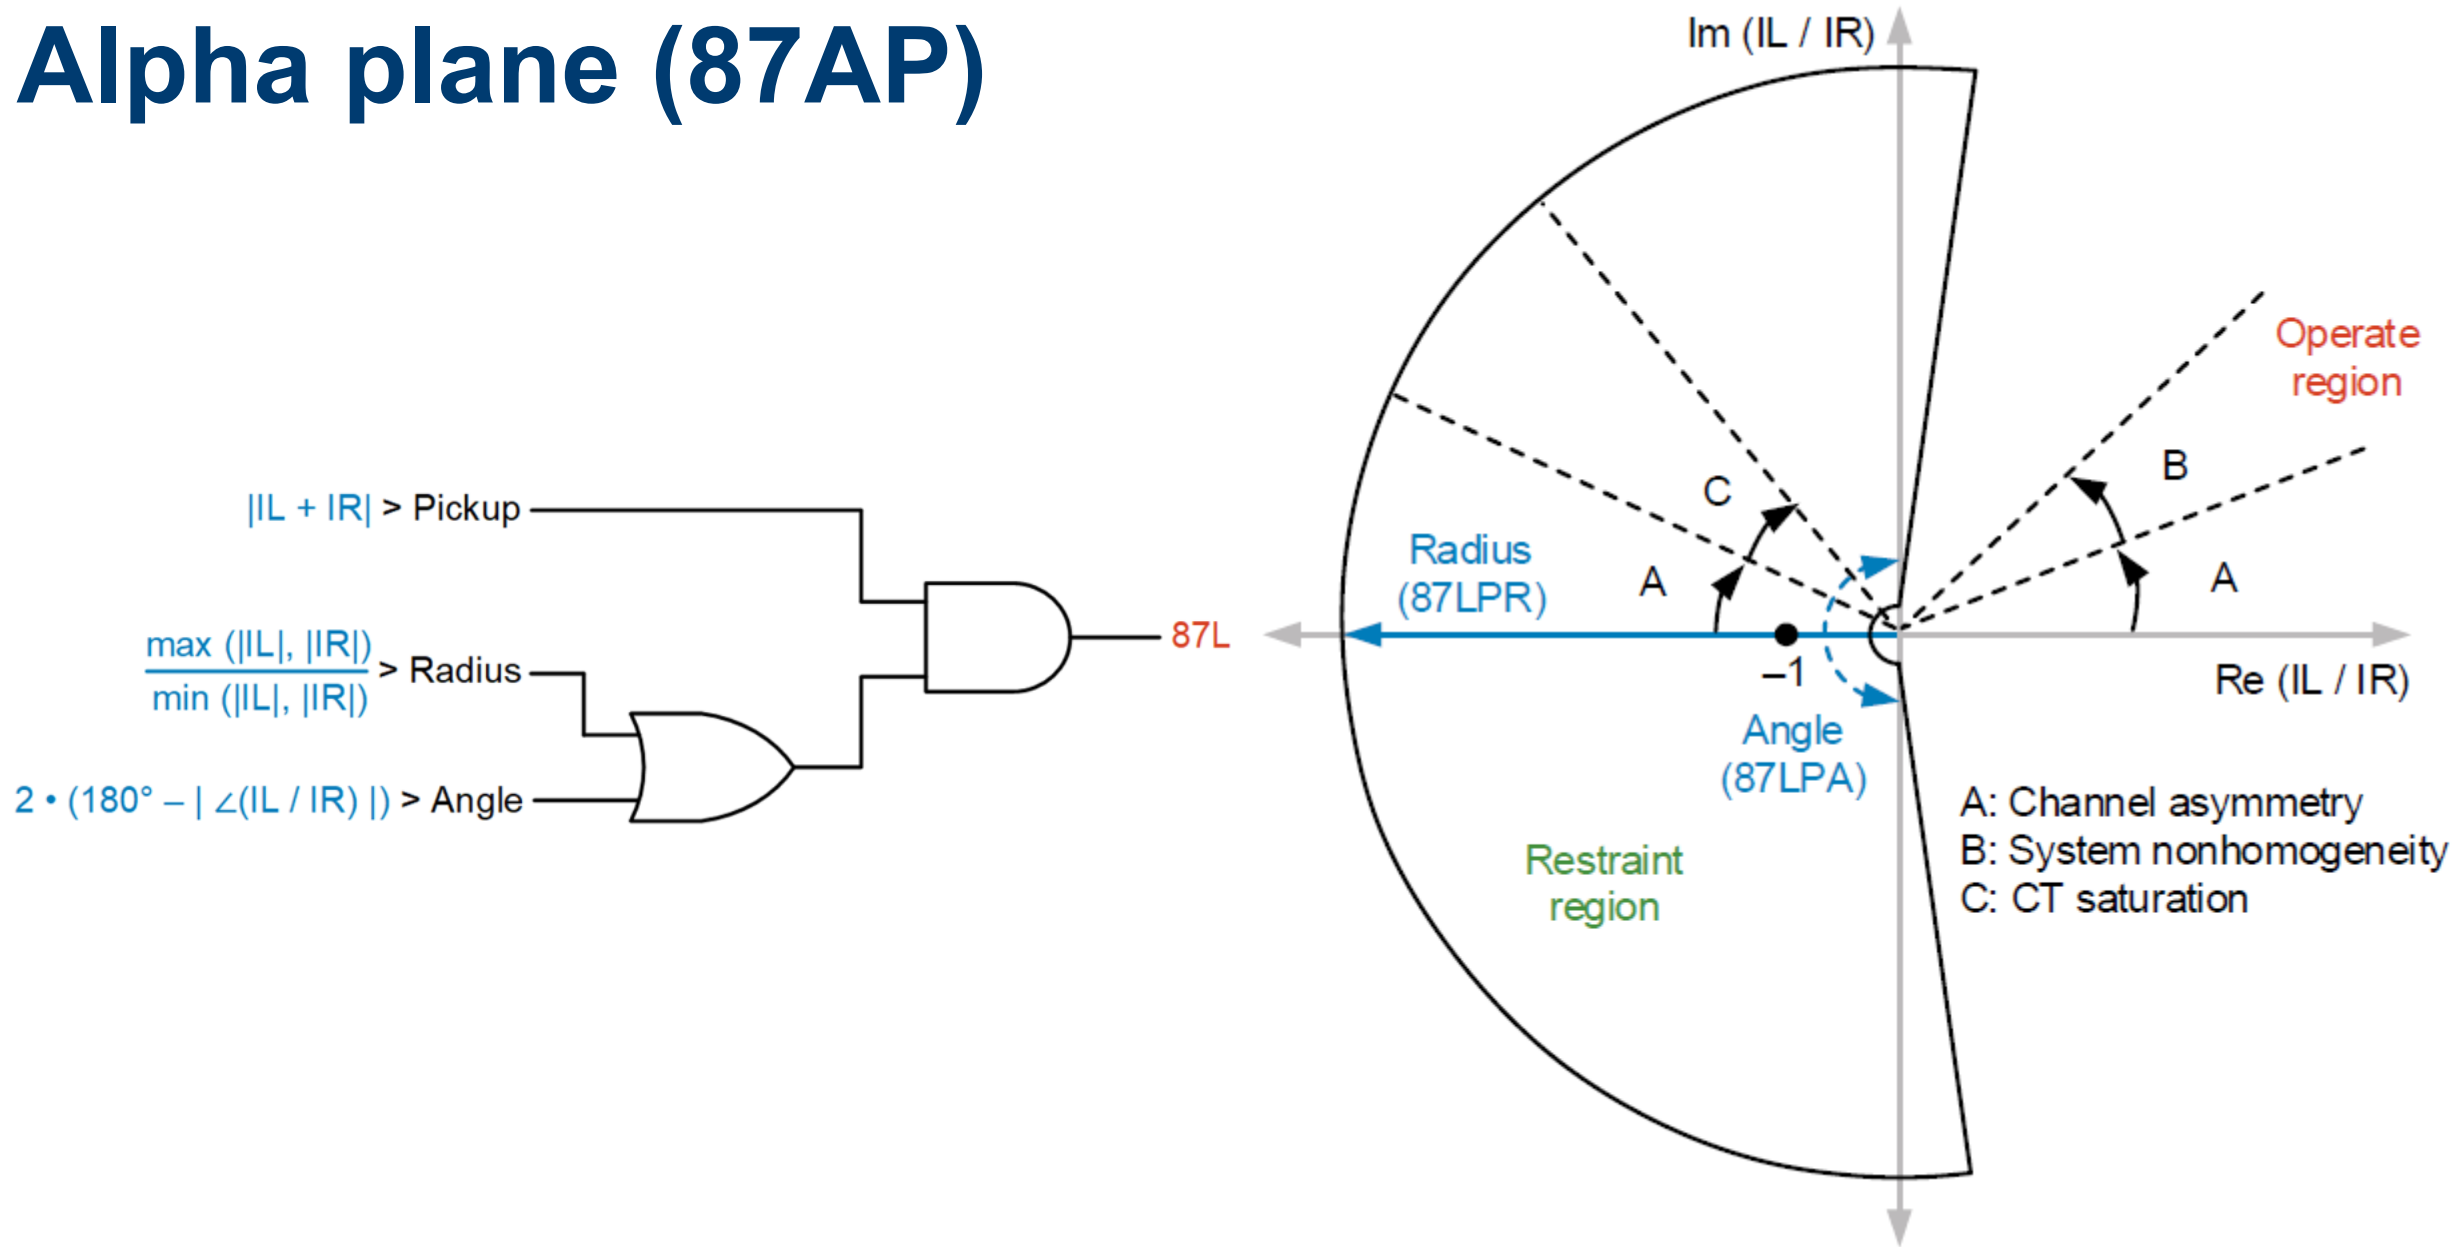 Alpha plane (87AP)
|IL + IR| > Pickup
max (|IL|, |IR|)
min (|IL|, |IR|)
> Radius
2 • (180° – | ∠(IL / IR) |) > Angle
87L
Im (IL / IR)
Operate
region
B
A
C
A
Radius
(87LPR)
–1
Re (IL / IR)
Angle
(87LPA)
Restraint
region
A: Channel asymmetry
B: System nonhomogeneity
C: CT saturation